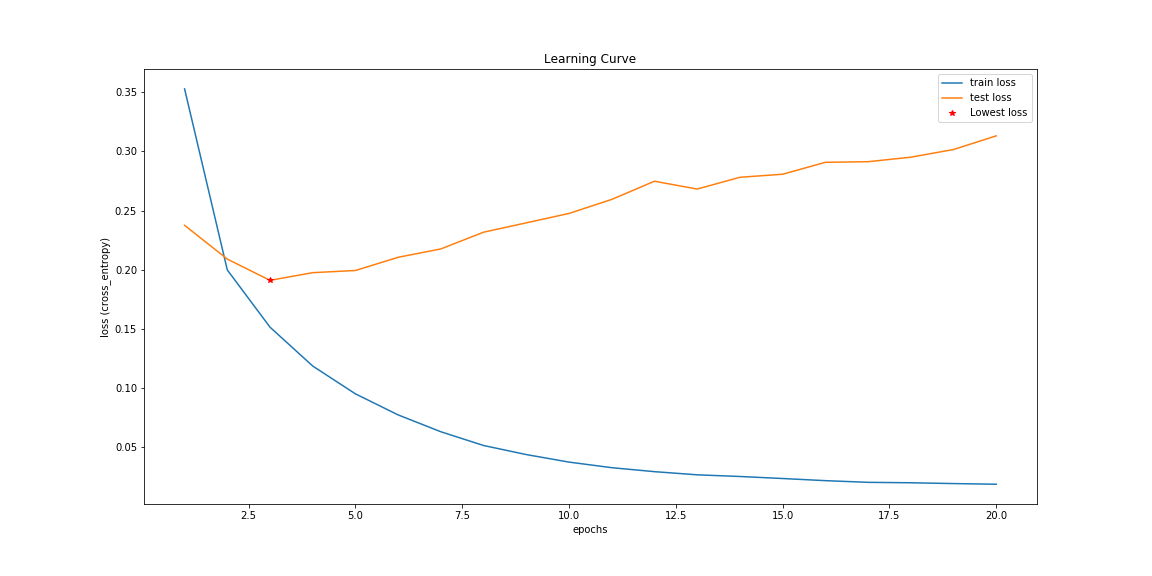 Learning Curve
train loss
test loss
Lowest loss
0.35
0.30
0.25
0.20
0.15
0.10
0.05
loss (cross_entropy)
2.5 5.0 7.5 10.0 12.5 15.0 17.5 20.0
epochs